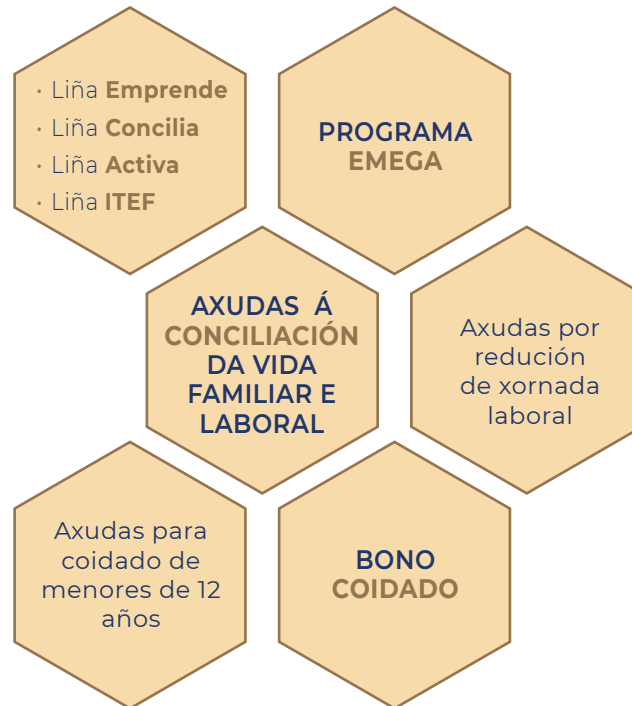 · Liña Emprende
· Liña Concilia
· Liña Activa
· Liña ITEF
PROGRAMA
EMEGA
AXUDAS Á
CONCILIACIÓN
DA VIDA
FAMILIAR E
LABORAL
Axudas por
redución
de xornada
laboral
Axudas para
coidado de
menores de 12
años
BONO
COIDADO